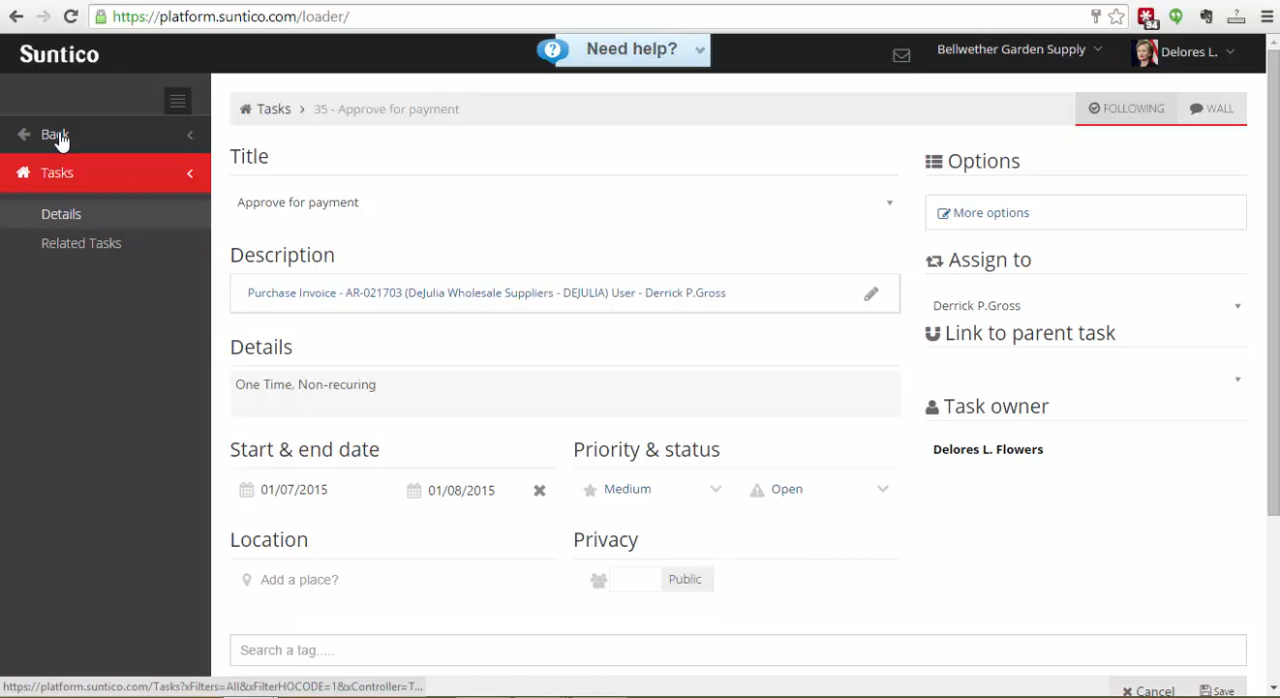 https://platform.suntico.com/loader/
84
Suntico
Need help?
Bellwether Garden Supply
Delores L.
Back
Tasks
Details
Related Tasks
Tasks > 35 - Approve for payment
FOLLOWING
WALL
Title
Approve for payment
Description
Purchase Invoice - AR-021703 (DeJulia Wholesale Suppliers - DEJULIA) User - Derrick P.Gross
Details
One Time, Non-recuring
Start & end date
01/07/2015
01/08/2015
Priority & status
Medium
Open
Location
Add a place?
Privacy
Public
Options
More options
Assign to
Derrick P.Gross
Link to parent task
Task owner
Delores L. Flowers
Search a tag.....
Cancel
Save
https://platform.suntico.com/Tasks?xFilters=All&xFilterHOCODE=1&xController=T...